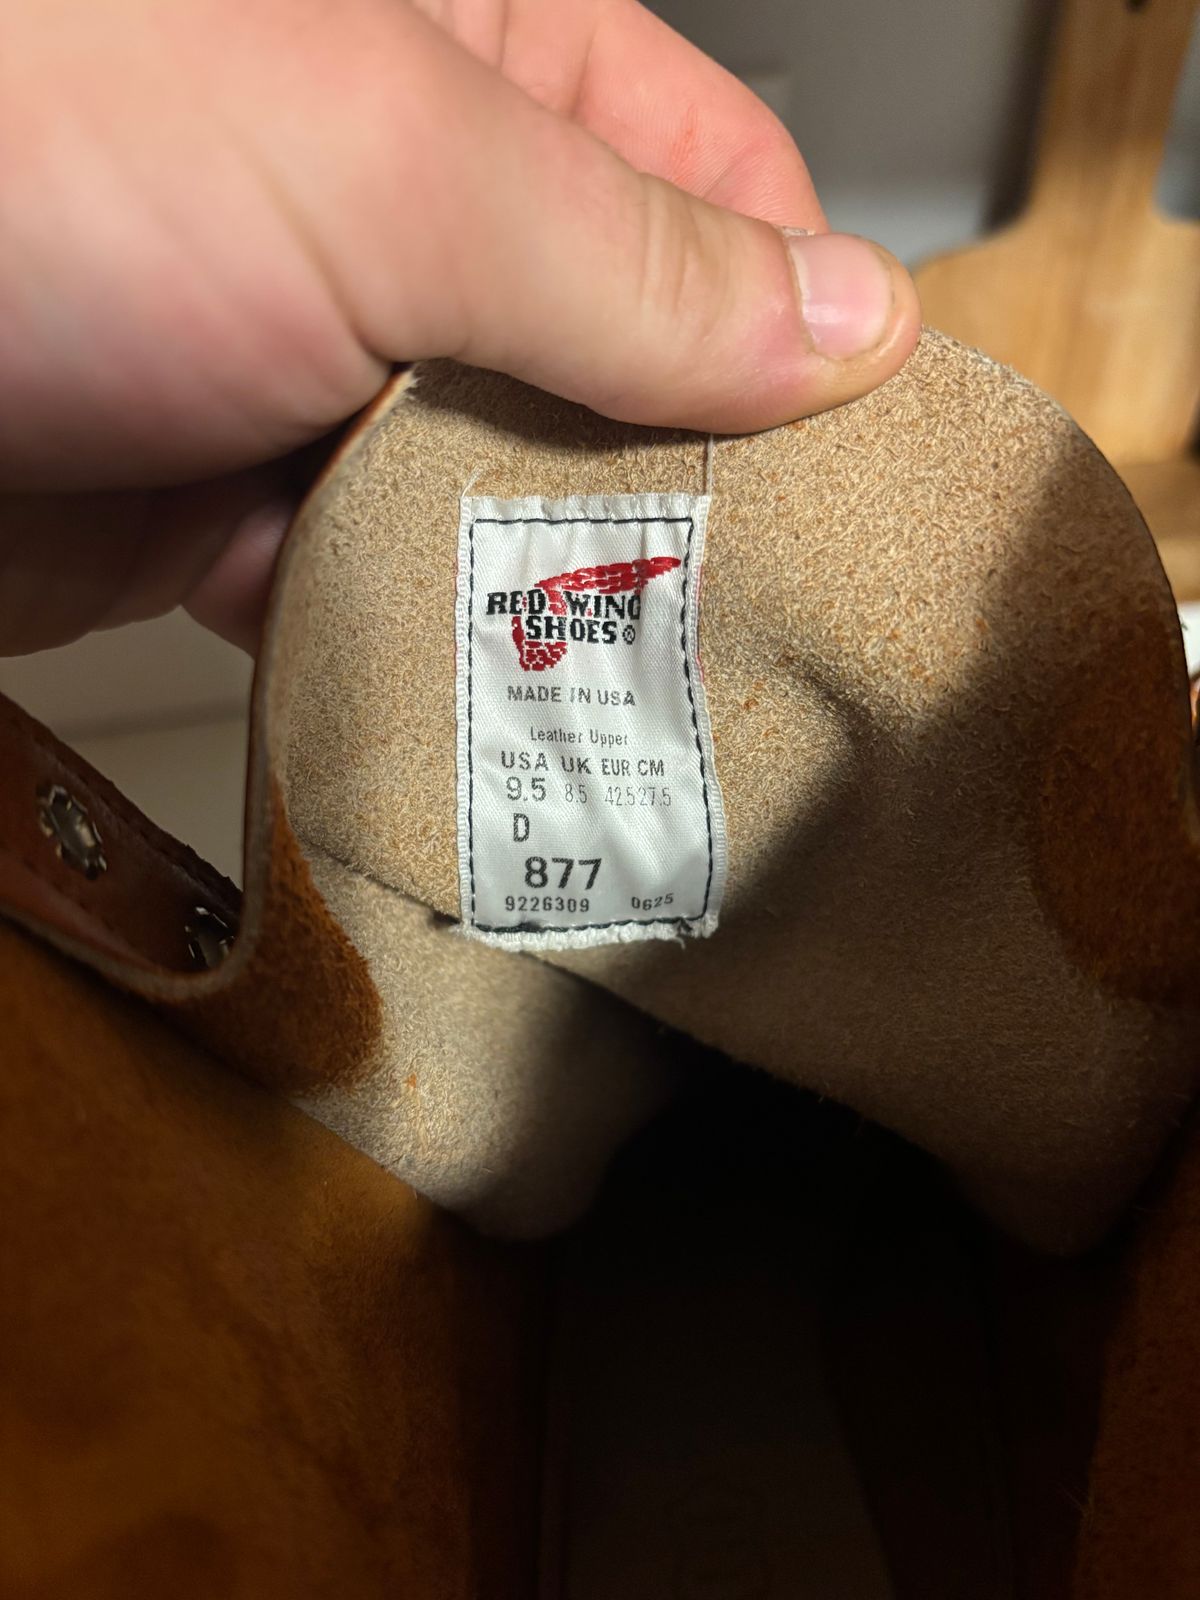 RED WING
SHOES®
MADE IN USA
Leather Upper
USA UK EUR CM
9.5 8.5 42.5 27.5
D
877
9226309 0625